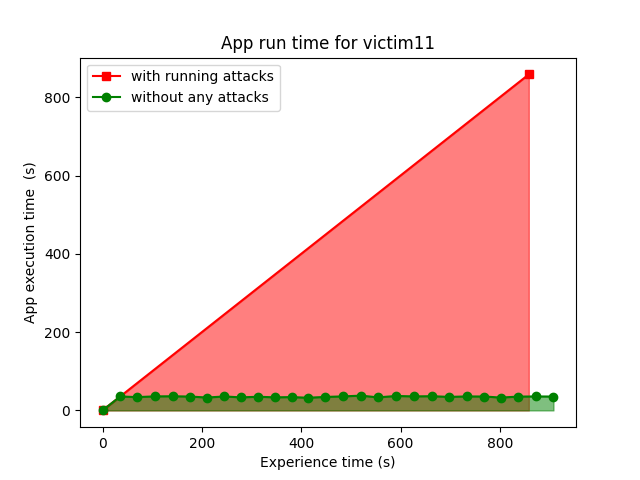 App run time for victim11
with running attacks
without any attacks
App execution time  (s)
800
600
400
200
0
0 200 400 600 800
Experience time (s)